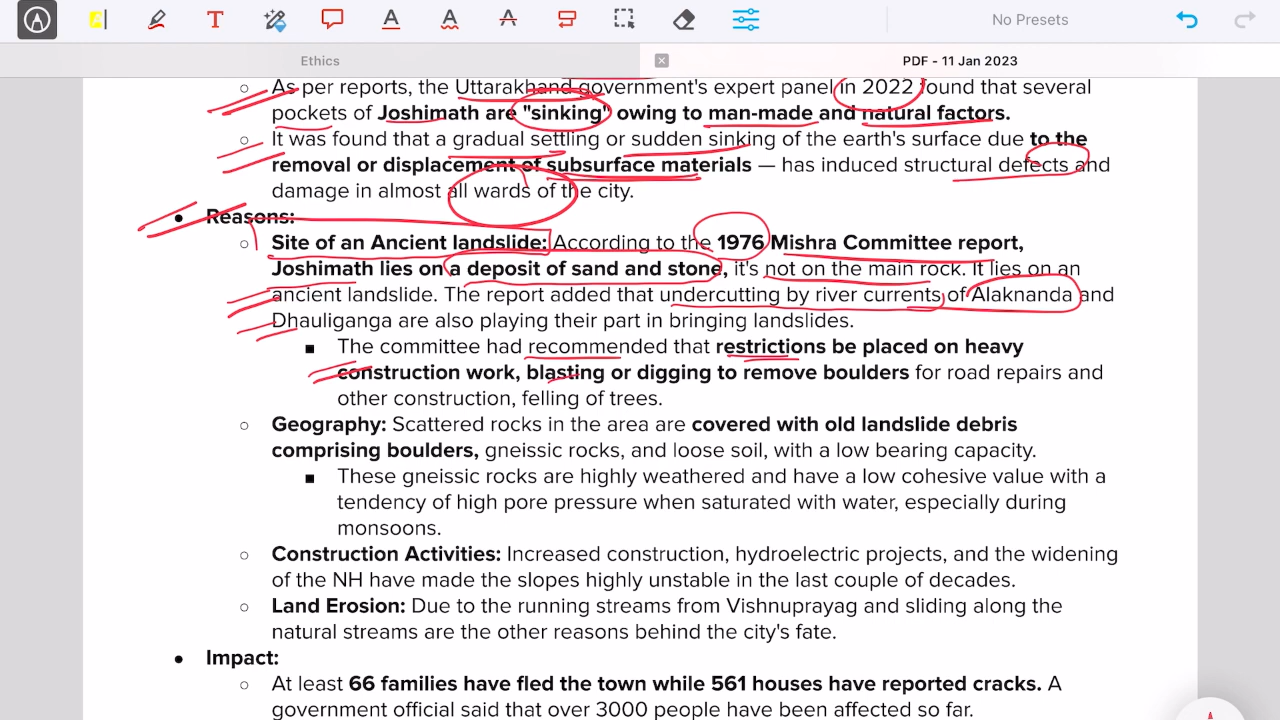 T
A
A
A
No Presets
Ethics
PDF - 11 Jan 2023
○ As per reports, the Uttarakhand government's expert panel in 2022 found that several
pockets of Joshimath are "sinking" owing to man-made and natural factors.
○ It was found that a gradual settling or sudden sinking of the earth's surface due to the
removal or displacement of subsurface materials — has induced structural defects and
damage in almost all wards of the city.
● Reasons:
○ Site of an Ancient landslide: According to the 1976 Mishra Committee report,
Joshimath lies on a deposit of sand and stone, it's not on the main rock. It lies on an
ancient landslide. The report added that undercutting by river currents of Alaknanda and
Dhauliganga are also playing their part in bringing landslides.
■ The committee had recommended that restrictions be placed on heavy
construction work, blasting or digging to remove boulders for road repairs and
other construction, felling of trees.
○ Geography: Scattered rocks in the area are covered with old landslide debris
comprising boulders, gneissic rocks, and loose soil, with a low bearing capacity.
■ These gneissic rocks are highly weathered and have a low cohesive value with a
tendency of high pore pressure when saturated with water, especially during
monsoons.
○ Construction Activities: Increased construction, hydroelectric projects, and the widening
of the NH have made the slopes highly unstable in the last couple of decades.
○ Land Erosion: Due to the running streams from Vishnuprayag and sliding along the
natural streams are the other reasons behind the city's fate.
● Impact:
○ At least 66 families have fled the town while 561 houses have reported cracks. A
government official said that over 3000 people have been affected so far.